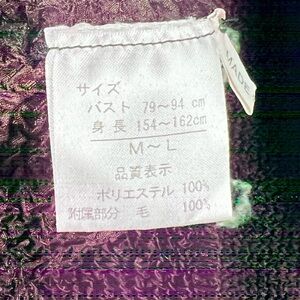 サイズ
バスト 79〜94 cm
身長 154〜162cm
M〜L
品質表示
ポリエステル 100%
附属部分 毛 100%
MADE